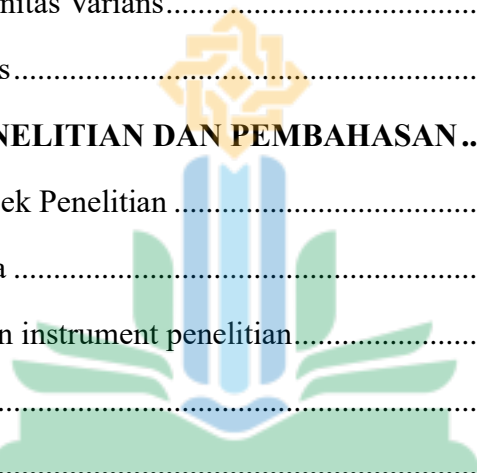 nitas Varians.......................................
s.......................................................
NELITIAN DAN PEMBAHASAN..
ek Penelitian .....................................
a .......................................................
n instrument penelitian......................
.........................................................
.........................................................